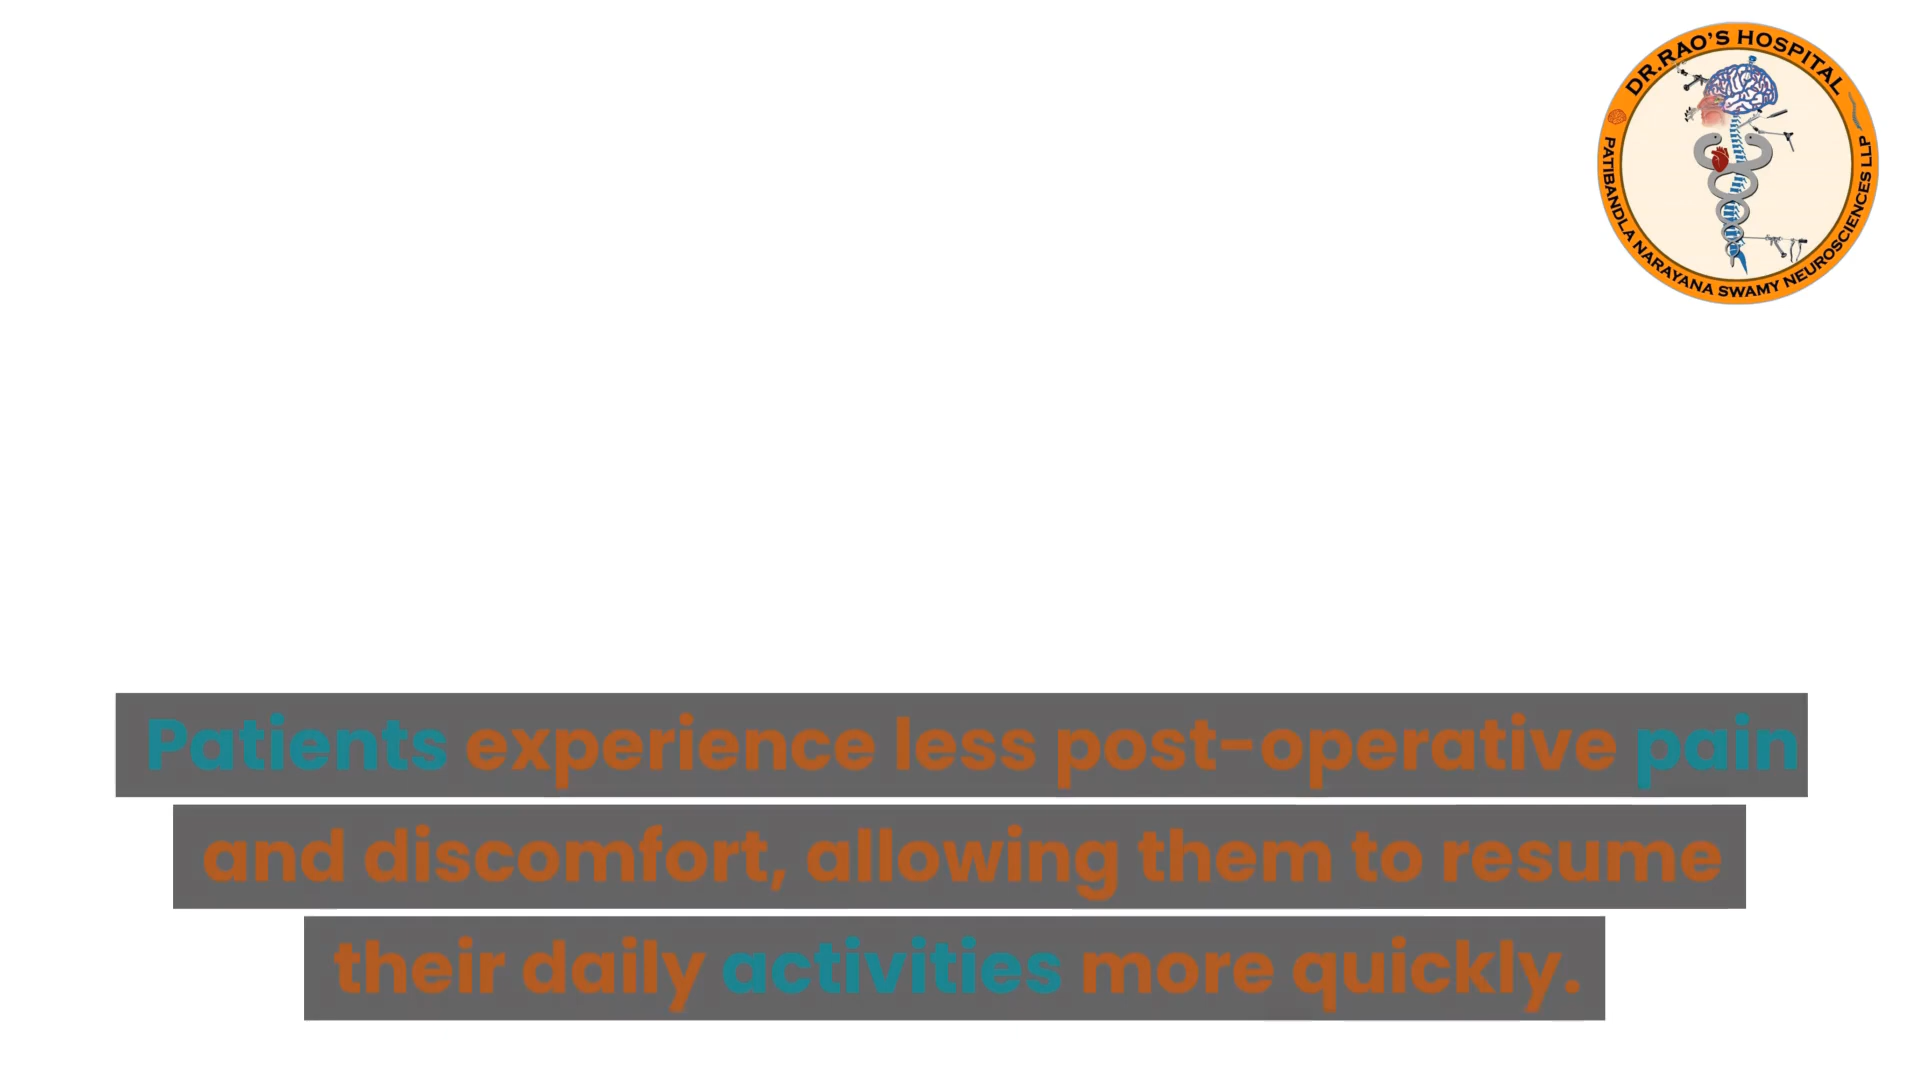 DR.RAO'S HOSPITAL
PATIBANDLA NARAYANA SWAMY NEUROSCIENCES LLP
Patients experience less post-operative pain
and discomfort, allowing them to resume
their daily activities more quickly.